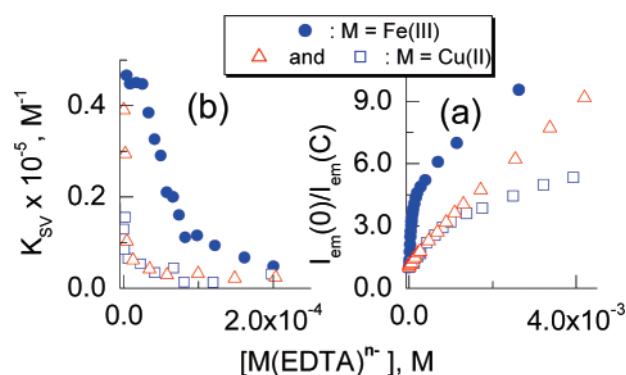 ● : M = Fe(III)
△ and □ : M = Cu(II)
(b)
K_SV x 10^-5, M^-1
0.4
0.2
0.0
0.0
2.0x10^-4
(a)
I_em(0)/I_em(C)
9.0
6.0
3.0
0.0
0.0
4.0x10^-3
[M(EDTA)^n-], M